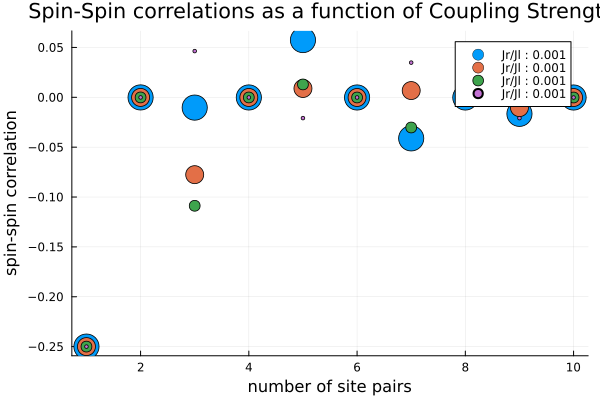 Spin-Spin correlations as a function of Coupling Strengt
0.05
0.00
−0.05
−0.10
−0.15
−0.20
−0.25
spin-spin correlation
Jr/Jl : 0.001
Jr/Jl : 0.001
Jr/Jl : 0.001
Jr/Jl : 0.001
2 4 6 8 10
number of site pairs